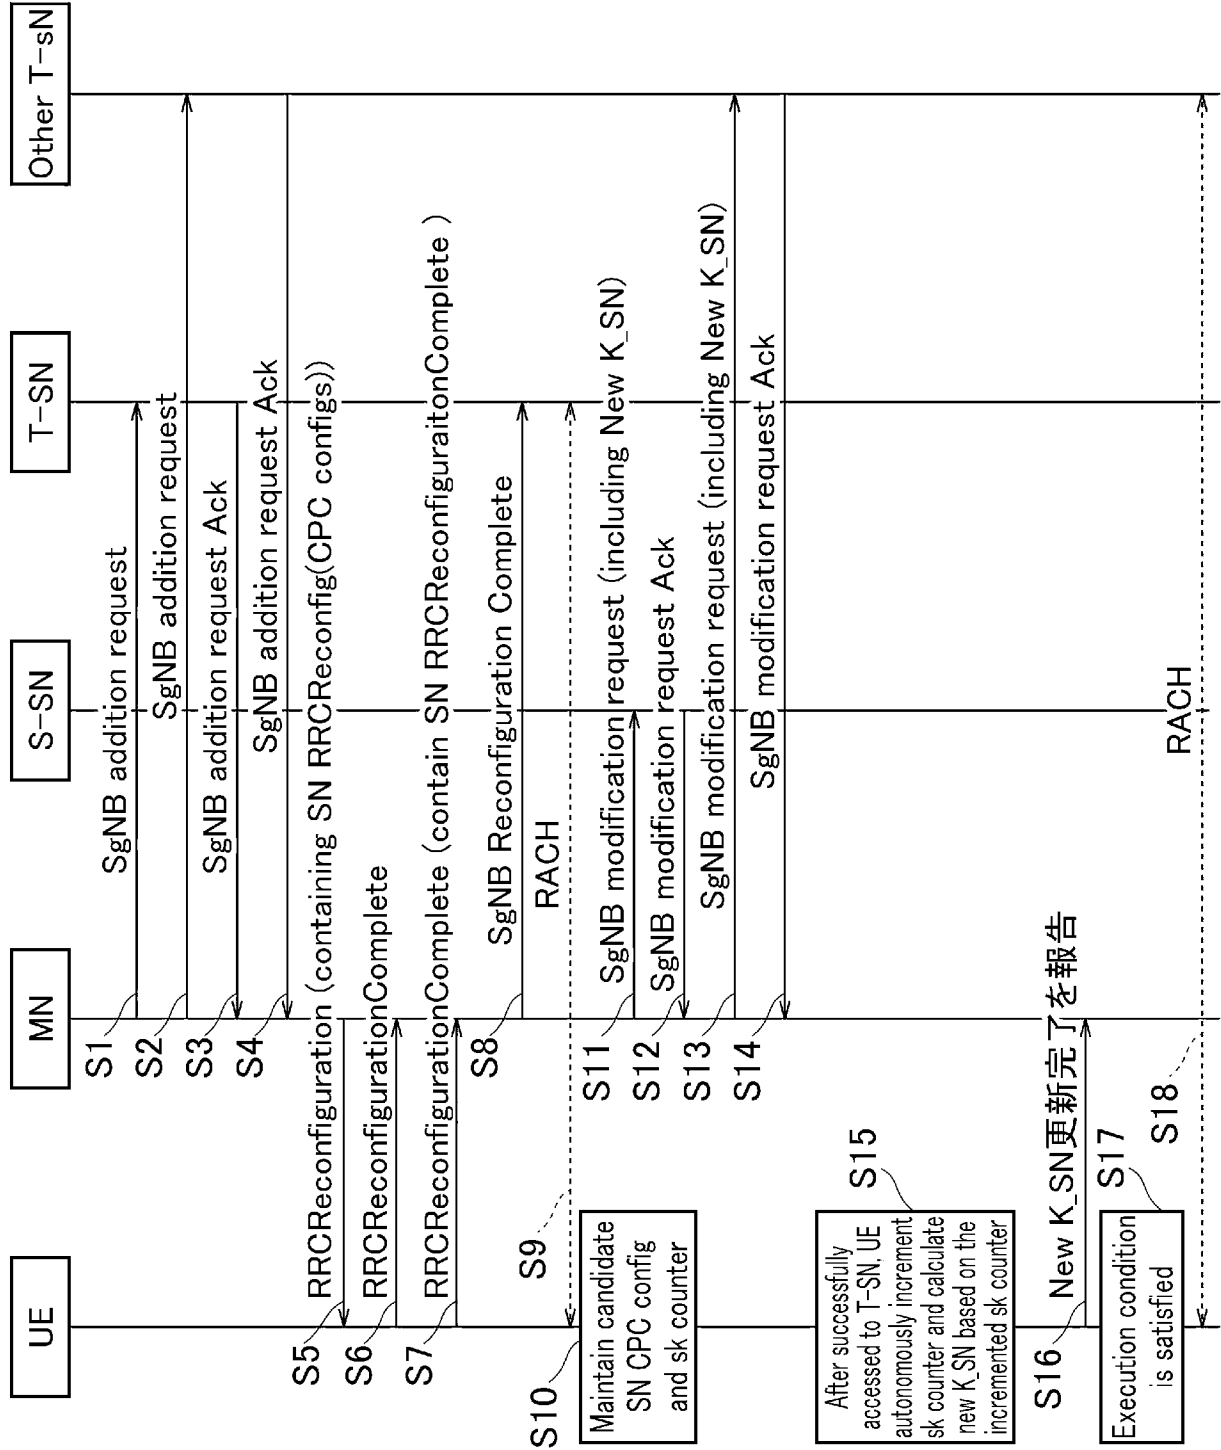 UE
MN
S-SN
T-SN
Other T-sN
S1
SgNB addition request
S2
SgNB addition request
S3
SgNB addition request Ack
S4
SgNB addition request Ack
S5
RRCReconfiguration (containing SN RRCReconfig(CPC configs))
S6
RRCReconfigurationComplete
S7
RRCReconfigurationComplete (contain SN RRCReconfiguraitonComplete )
S8
SgNB Reconfiguration Complete
S9
RACH
S10
Maintain candidate
SN CPC config
and sk counter
S11
SgNB modification request (including New K_SN)
S12
SgNB modification request Ack
S13
SgNB modification request (including New K_SN)
S14
SgNB modification request Ack
S15
After successfully
accessed to T-SN, UE
autonomously increment
sk counter and calculate
new K_SN based on the
incremented sk counter
S16
New K_SN更新完了を報告
S17
Execution condition
is satisfied
S18
RACH